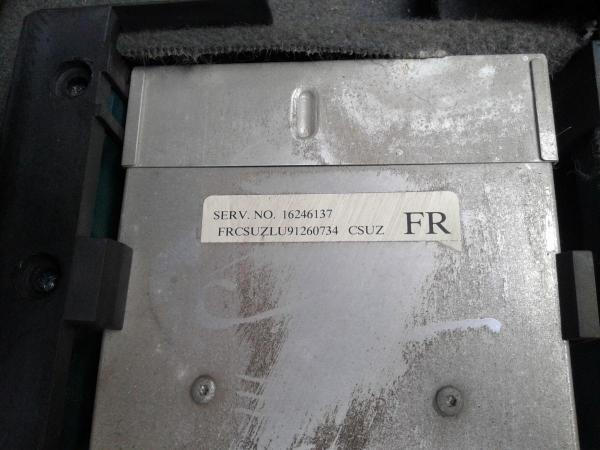 SERV. NO. 16246137
FRCSUZLU91260734 CSUZ FR